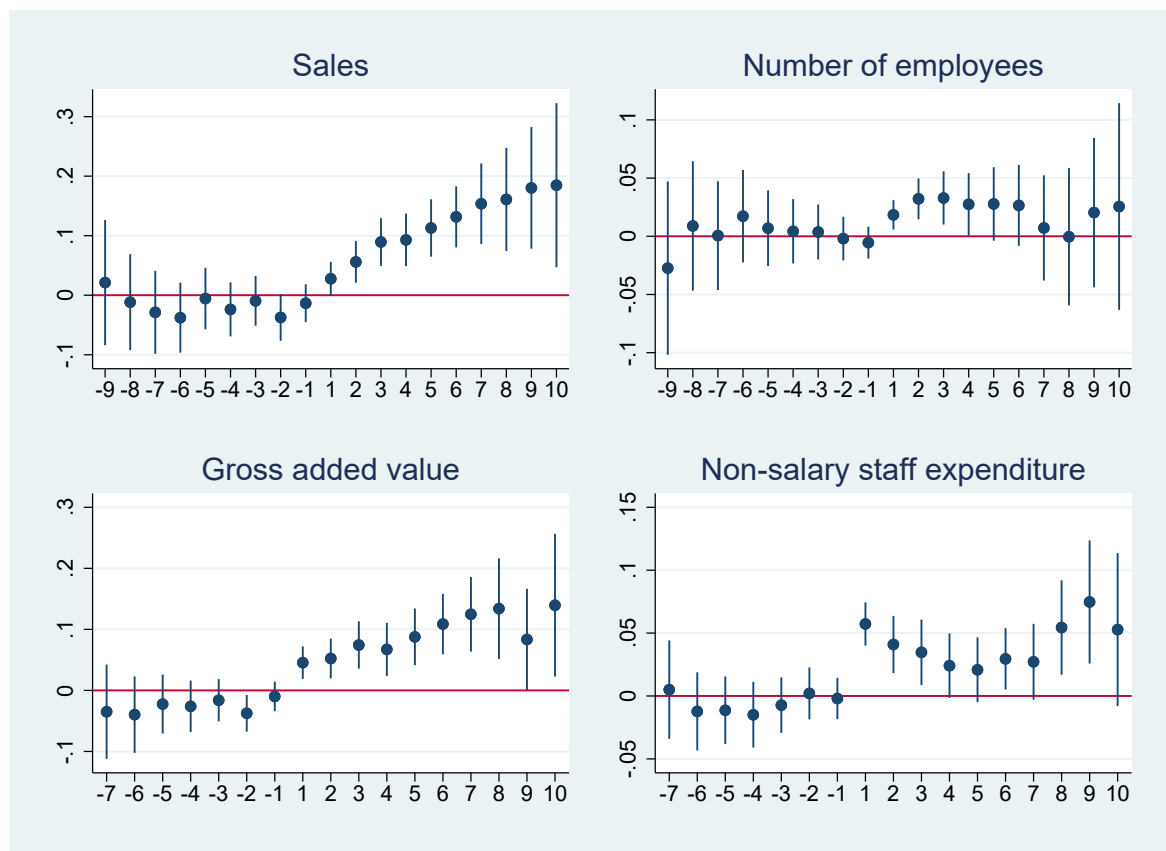 Sales
.3
.2
.1
0
-.1
-9 -8 -7 -6 -5 -4 -3 -2 -1 1 2 3 4 5 6 7 8 9 10
Number of employees
.1
.05
0
-.05
-.1
-9 -8 -7 -6 -5 -4 -3 -2 -1 1 2 3 4 5 6 7 8 9 10
Gross added value
.3
.2
.1
0
-.1
-7 -6 -5 -4 -3 -2 -1 1 2 3 4 5 6 7 8 9 10
Non-salary staff expenditure
.15
.1
.05
0
-.05
-7 -6 -5 -4 -3 -2 -1 1 2 3 4 5 6 7 8 9 10